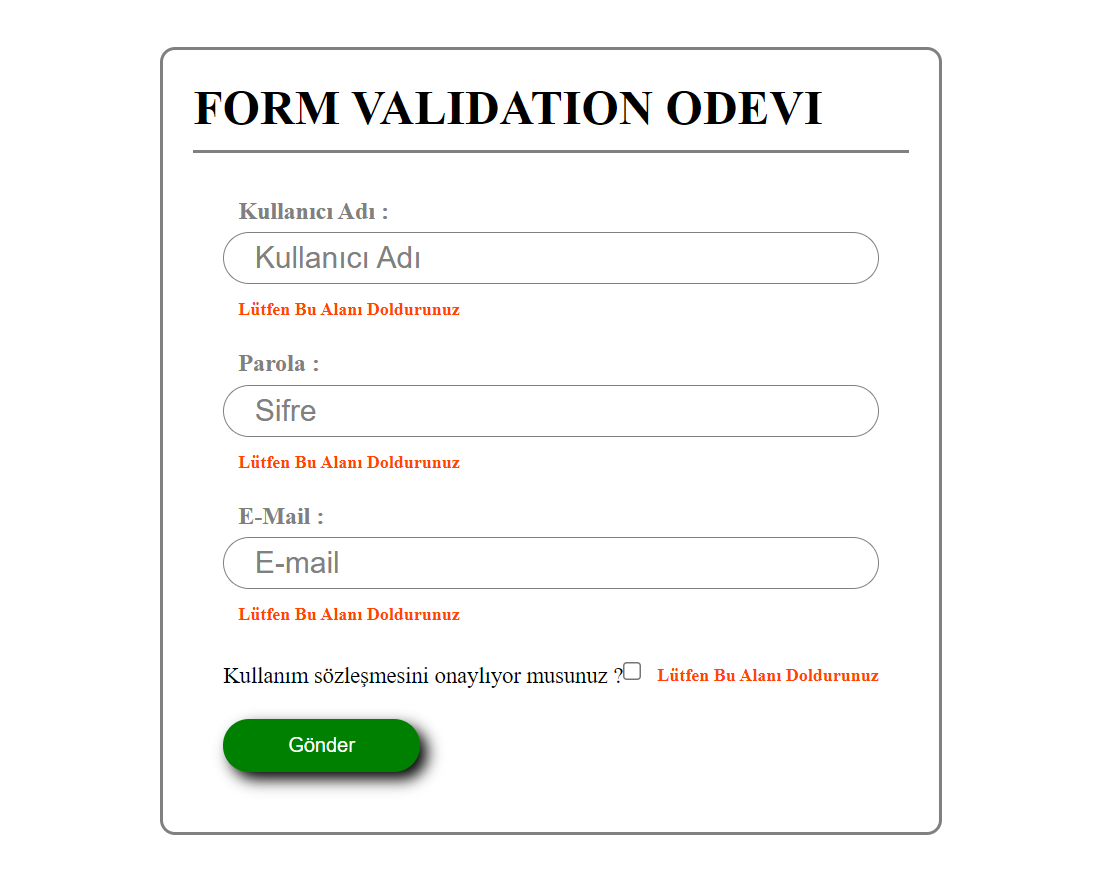 FORM VALIDATION ODEVI
Kullanıcı Adı :
Kullanıcı Adı
Lütfen Bu Alanı Doldurunuz
Parola :
Sifre
Lütfen Bu Alanı Doldurunuz
E-Mail :
E-mail
Lütfen Bu Alanı Doldurunuz
Kullanım sözleşmesini onaylıyor musunuz ? Lütfen Bu Alanı Doldurunuz
Gönder